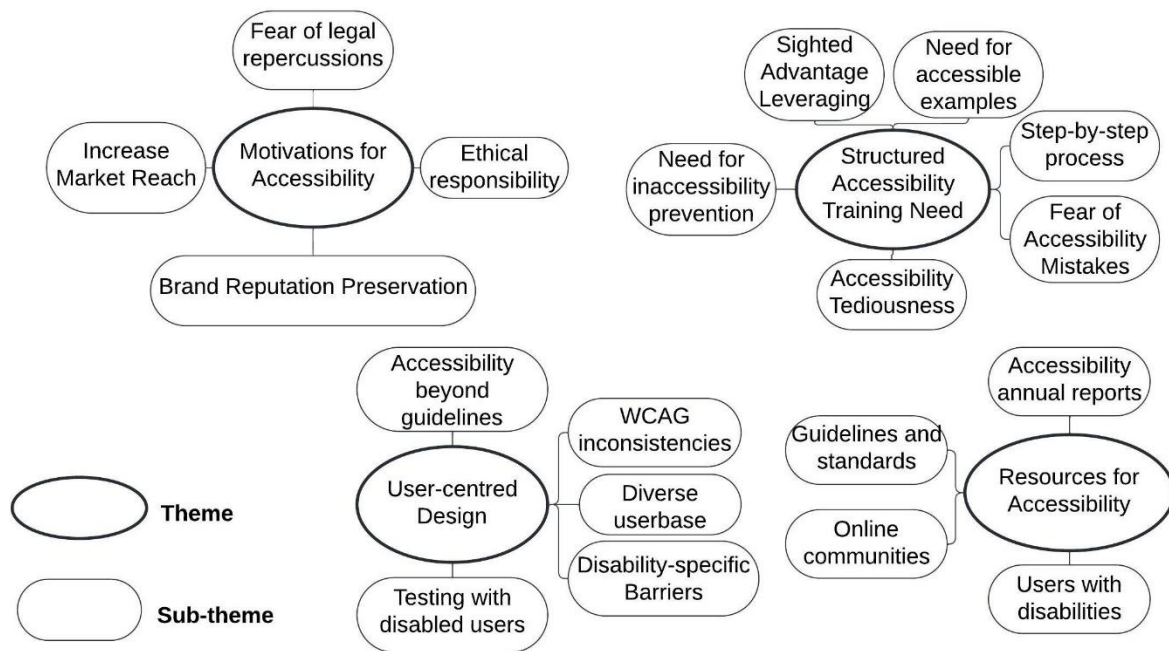 Fear of legal
repercussions
Increase
Market Reach
Motivations for
Accessibility
Ethical
responsibility
Brand Reputation Preservation
Sighted
Advantage
Leveraging
Need for
accessible
examples
Need for
inaccessibility
prevention
Structured
Accessibility
Training Need
Step-by-step
process
Fear of
Accessibility
Mistakes
Accessibility
Tediousness
Accessibility
beyond
guidelines
WCAG
inconsistencies
User-centred
Design
Diverse
userbase
Disability-specific
Barriers
Testing with
disabled users
Accessibility
annual reports
Guidelines and
standards
Resources for
Accessibility
Online
communities
Users with
disabilities
Theme
Sub-theme